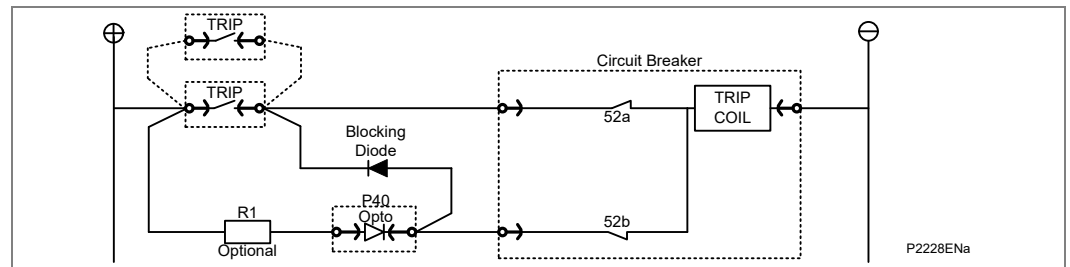 TRIP
Circuit Breaker
TRIP
TRIP
COIL
52a
Blocking
Diode
P40
Opto
R1
Optional
52b
P2228ENa